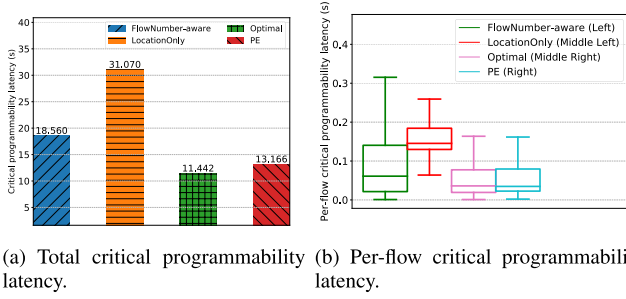 (a)
Critical programmability latency (s)
40
35
30
25
20
15
10
5
FlowNumber-aware
LocationOnly
Optimal
PE
18.560
31.070
11.442
13.166
(b)
Per-flow critical programmability latency (s)
0.4
0.3
0.2
0.1
0.0
FlowNumber-aware (Left)
LocationOnly (Middle Left)
Optimal (Middle Right)
PE (Right)
(a) Total critical programmability
latency.
(b) Per-flow critical programmabili
latency.